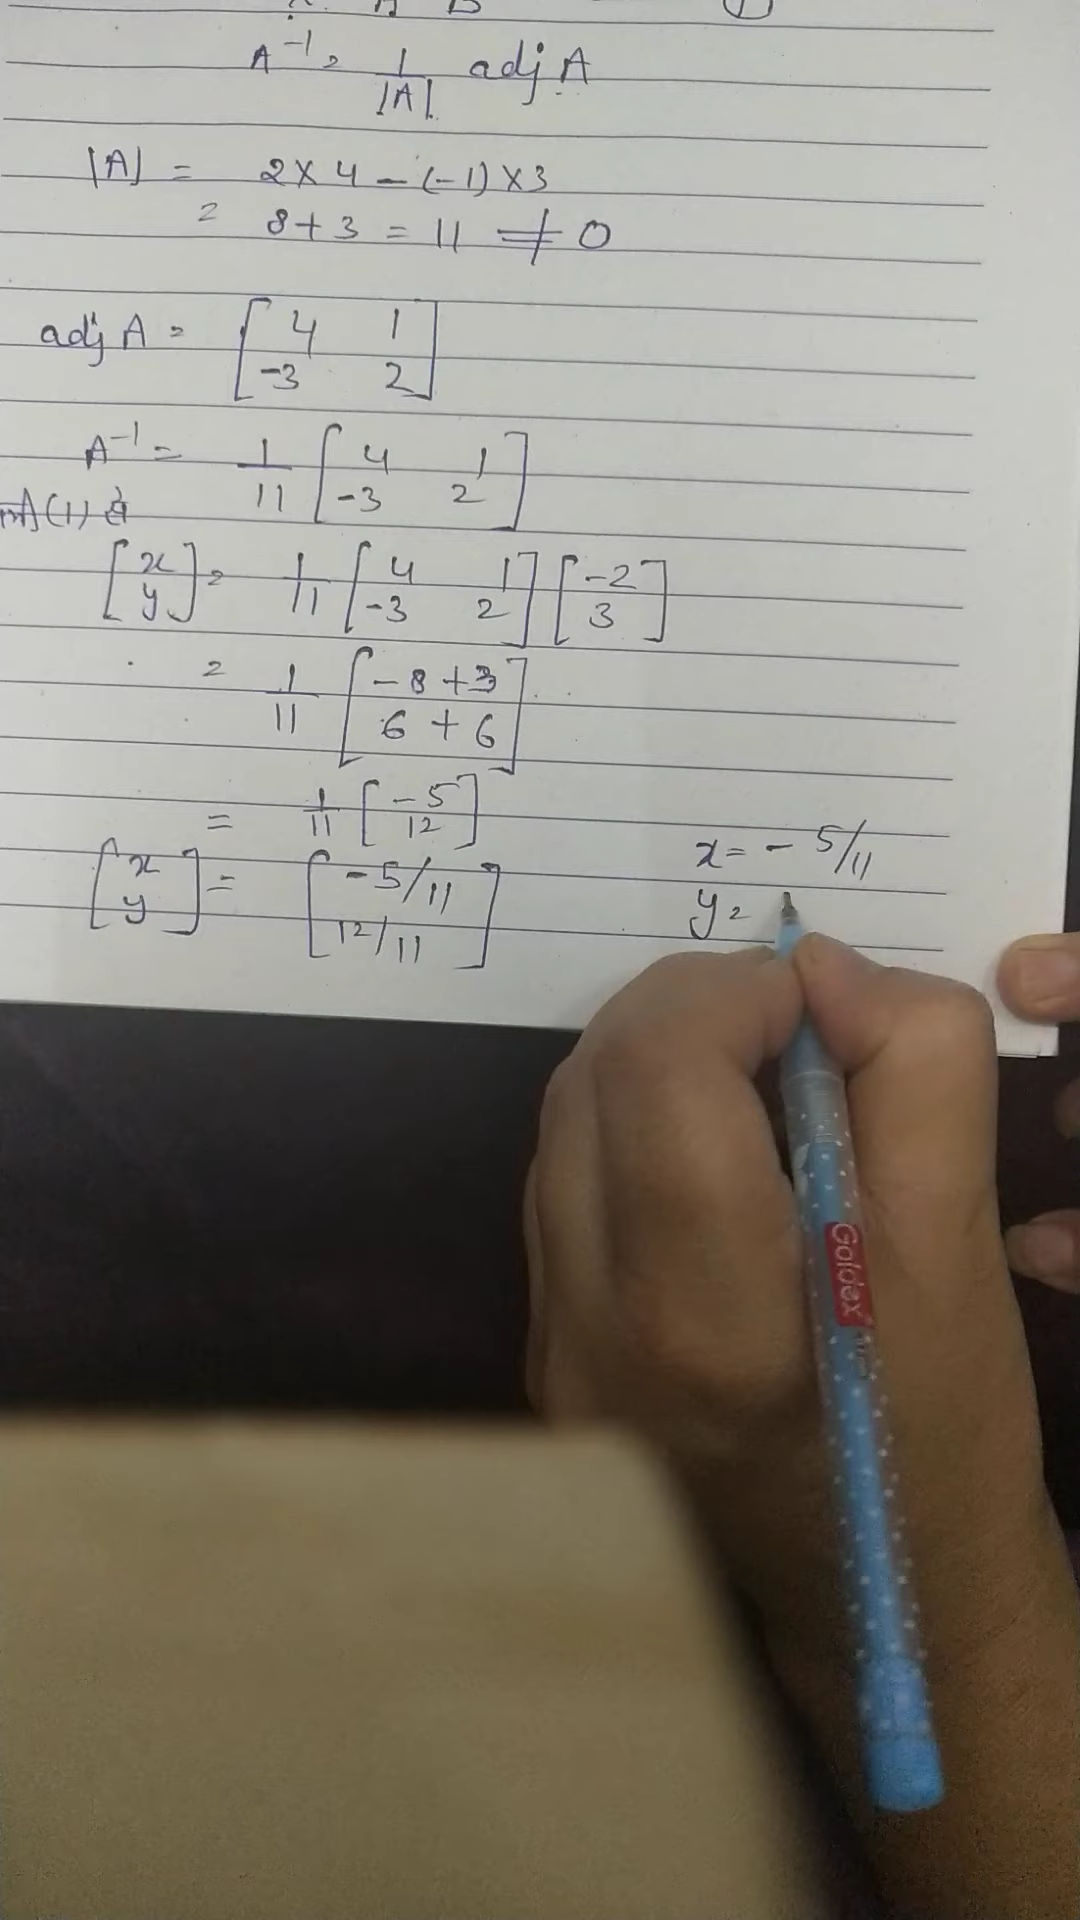 A⁻¹ = 1/|A| adj A
|A| = 2 × 4 - (-1) × 3
= 8 + 3 = 11 ≠ 0
adj A = [4 1
-3 2]
A⁻¹ = 1/11 [4 1
-3 2]
(1)
[x
y] = 1/11 [4 1
-3 2] [-2
3]
= 1/11 [-8 + 3
6 + 6]
= 1/11 [-5
12]
[x
y] = [-5/11
12/11]
x = -5/11
y =
Goldex